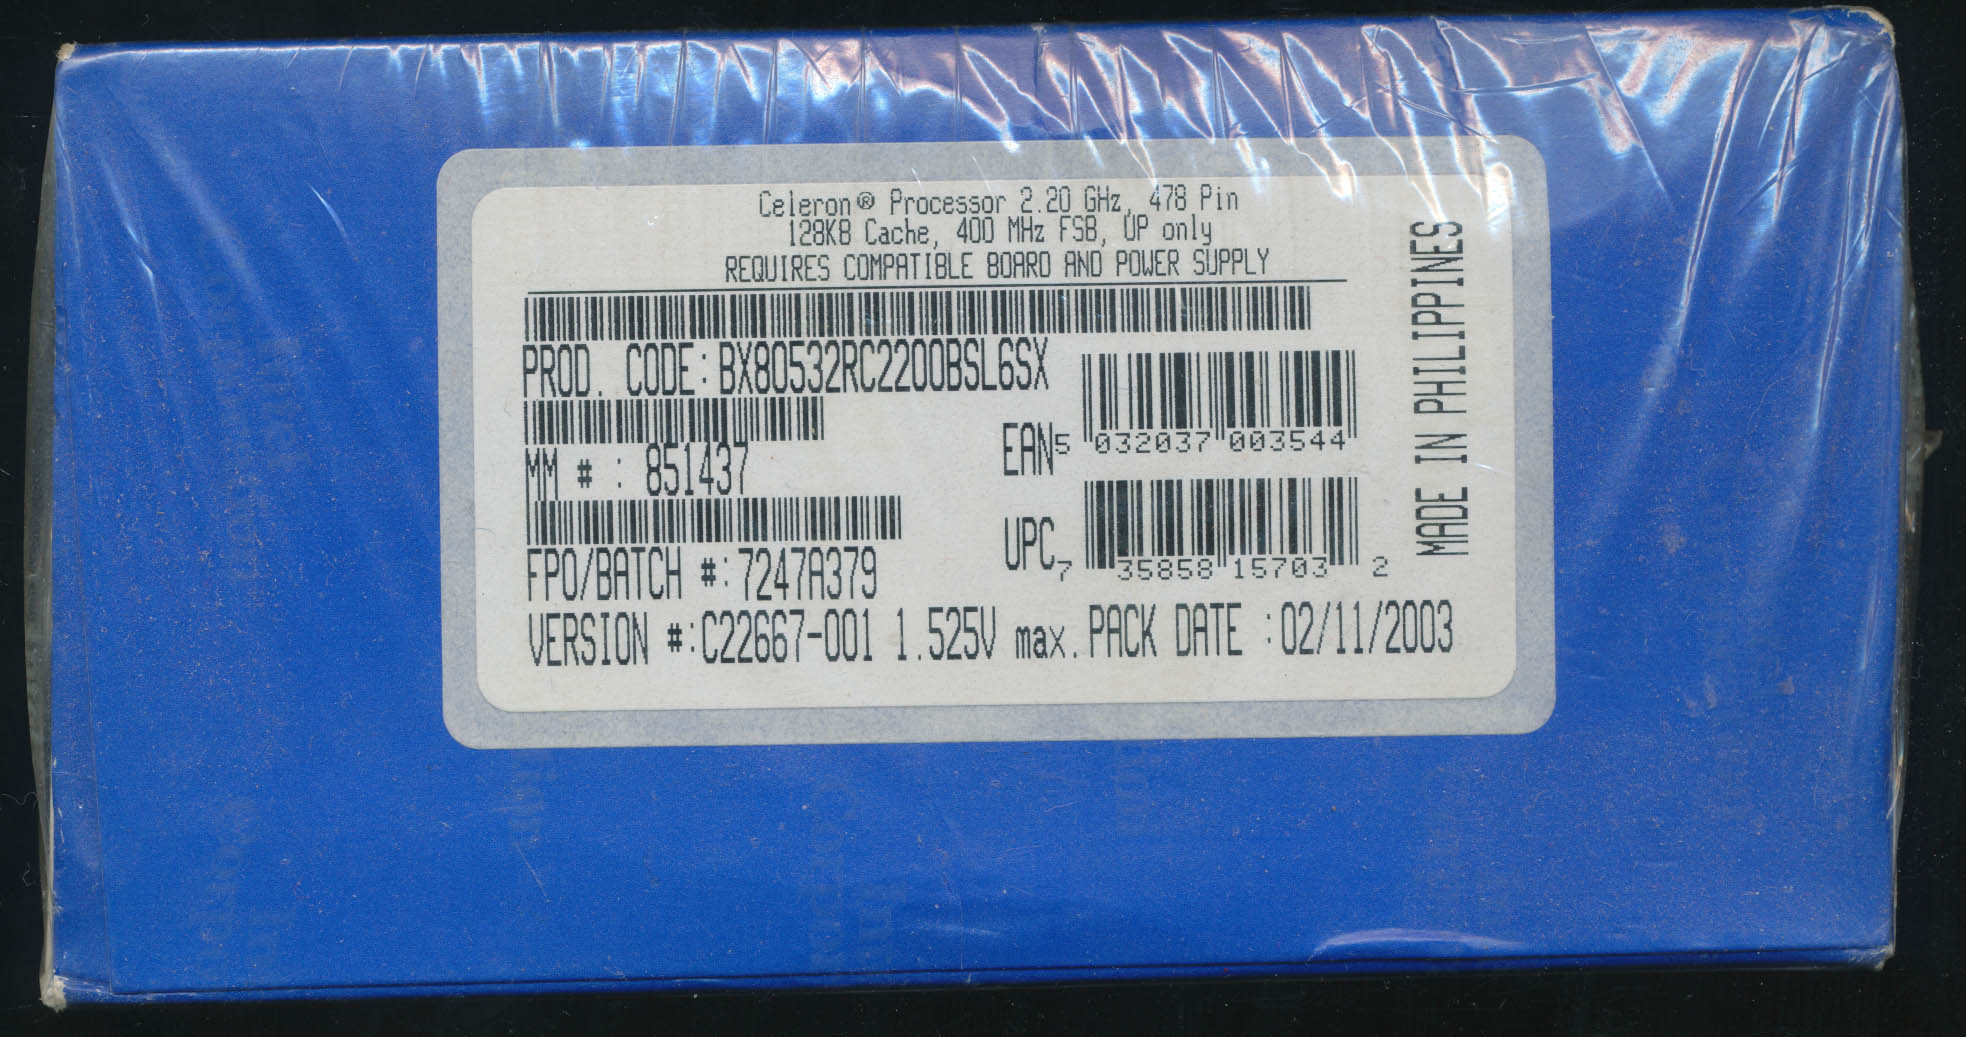 Celeron® Processor 2.20 GHz, 478 Pin
128KB Cache, 400 MHz FSB, UP only
REQUIRES COMPATIBLE BOARD AND POWER SUPPLY
PROD. CODE:BX80532RC2200BSL6SX
MM # : 851437
FPO/BATCH #:7247A379
VERSION #:C22667-001 1.525V max. PACK DATE :02/11/2003
EAN 5 032037 003544
UPC 7 35858 15703 2
MADE IN PHILIPPINES